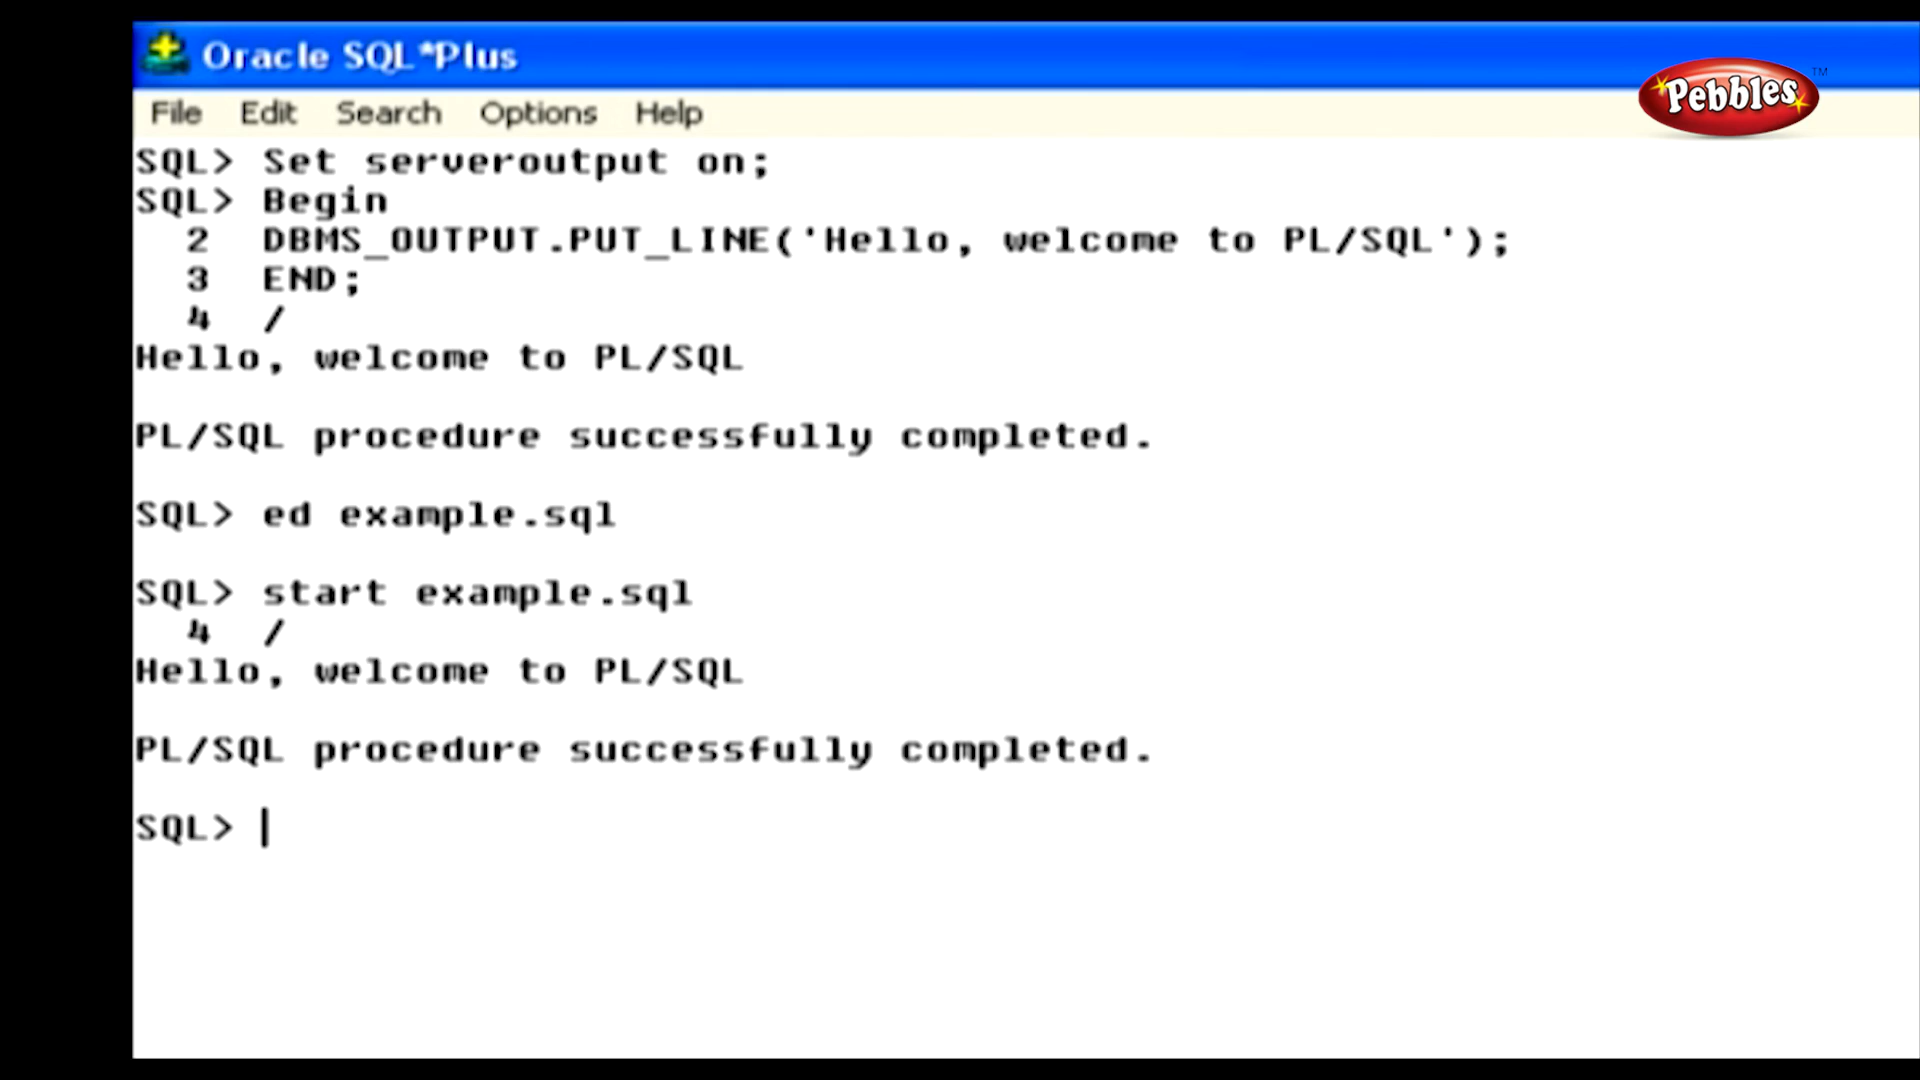 Oracle SQL*Plus
Pebbles™
File Edit Search Options Help
SQL> Set serveroutput on;
SQL> Begin
2 DBMS_OUTPUT.PUT_LINE('Hello, welcome to PL/SQL');
3 END;
4 /
Hello, welcome to PL/SQL
PL/SQL procedure successfully completed.
SQL> ed example.sql
SQL> start example.sql
4 /
Hello, welcome to PL/SQL
PL/SQL procedure successfully completed.
SQL>